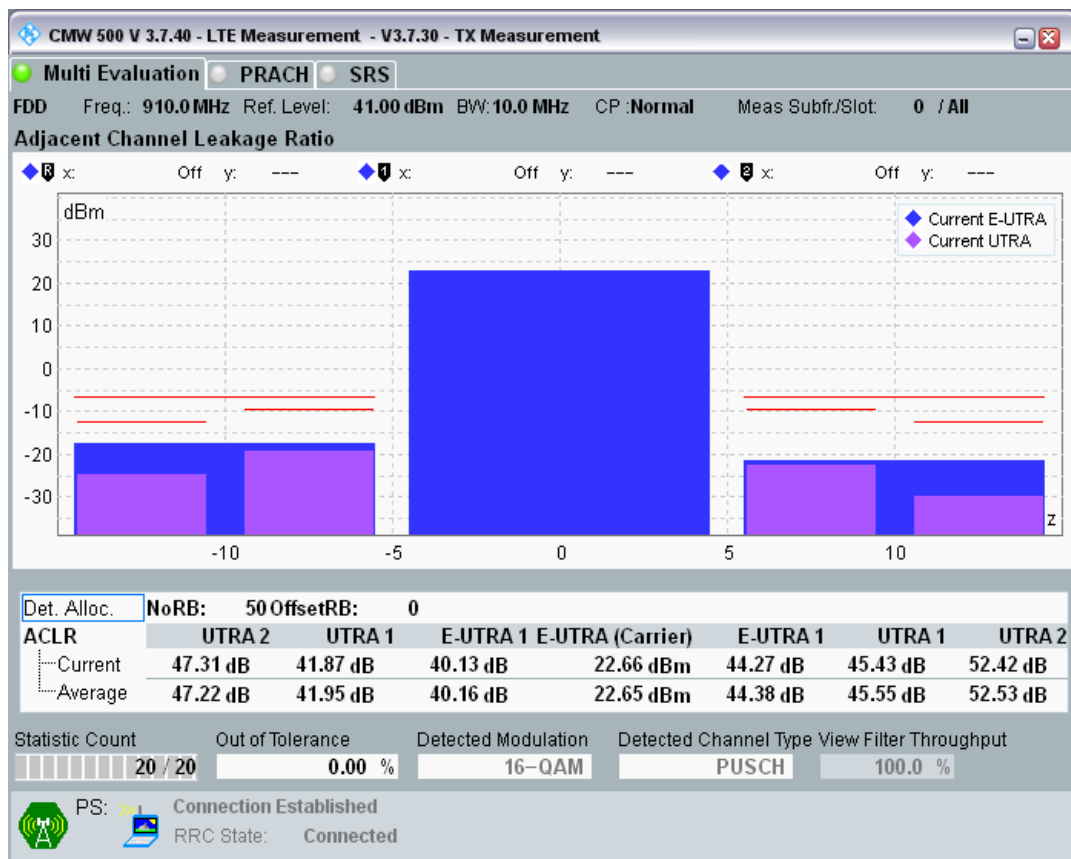 CMW 500 V 3.7.40 - LTE Measurement - V3.7.30 - TX Measurement
Multi Evaluation PRACH SRS
FDD Freq.: 910.0 MHz Ref. Level: 41.00 dBm BW: 10.0 MHz CP :Normal Meas Subfr./Slot: 0 / All
Adjacent Channel Leakage Ratio
R x: Off y: --- 1 x: Off y: --- 2 x: Off y: ---
dBm
Current E-UTRA
Current UTRA
30
20
10
0
-10
-20
-30
z
-10 -5 0 5 10
Det. Alloc. NoRB: 50 OffsetRB: 0
ACLR UTRA 2 UTRA 1 E-UTRA 1 E-UTRA (Carrier) E-UTRA 1 UTRA 1 UTRA 2
Current 47.31 dB 41.87 dB 40.13 dB 22.66 dBm 44.27 dB 45.43 dB 52.42 dB
Average 47.22 dB 41.95 dB 40.16 dB 22.65 dBm 44.38 dB 45.55 dB 52.53 dB
Statistic Count Out of Tolerance Detected Modulation Detected Channel Type View Filter Throughput
20 / 20 0.00 % 16-QAM PUSCH 100.0 %
PS: Connection Established
RRC State: Connected